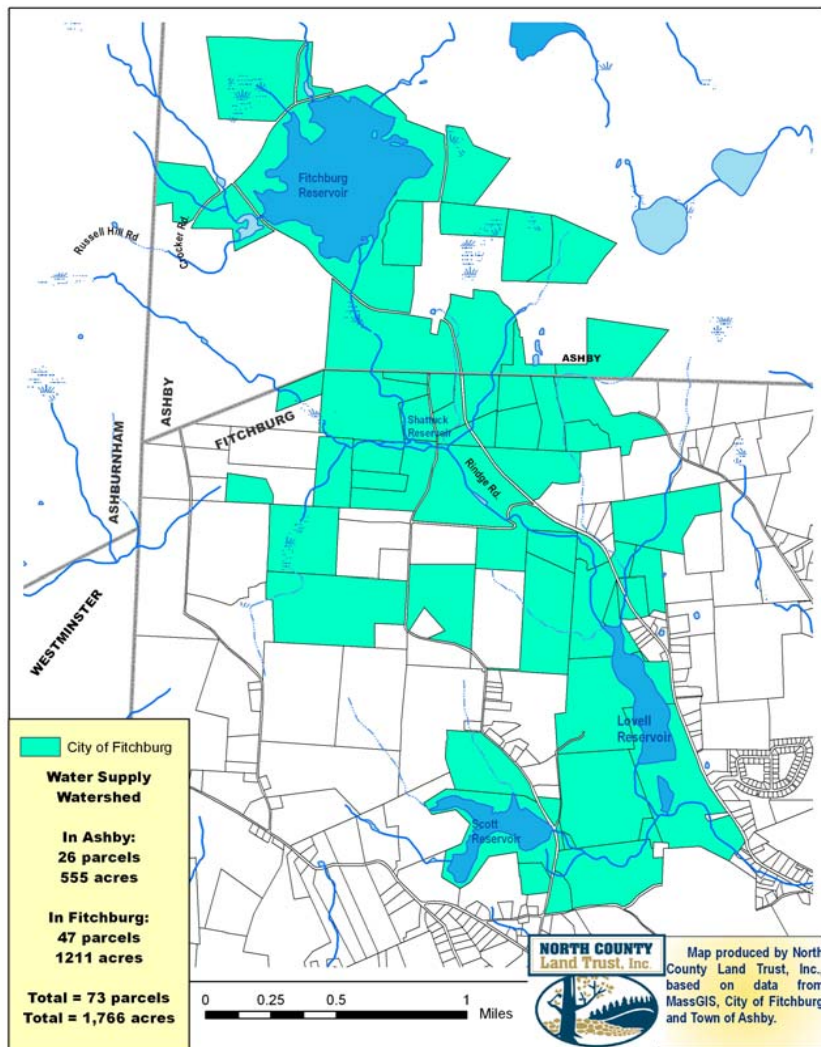 Fitchburg
Reservoir
Crocker Rd.
Russell Hill Rd
ASHBY
ASHBY
FITCHBURG
Shattuck
Reservoir
ASHBURNHAM
Rindge Rd.
WESTMINSTER
Lovell
Reservoir
Scott
Reservoir
City of Fitchburg
Water Supply
Watershed
In Ashby:
26 parcels
555 acres
In Fitchburg:
47 parcels
1211 acres
Total = 73 parcels
Total = 1,766 acres
0 0.25 0.5 1
Miles
NORTH COUNTY
Land Trust, Inc.
Map produced by North
County Land Trust, Inc.,
based on data from
MassGIS, City of Fitchburg
and Town of Ashby.